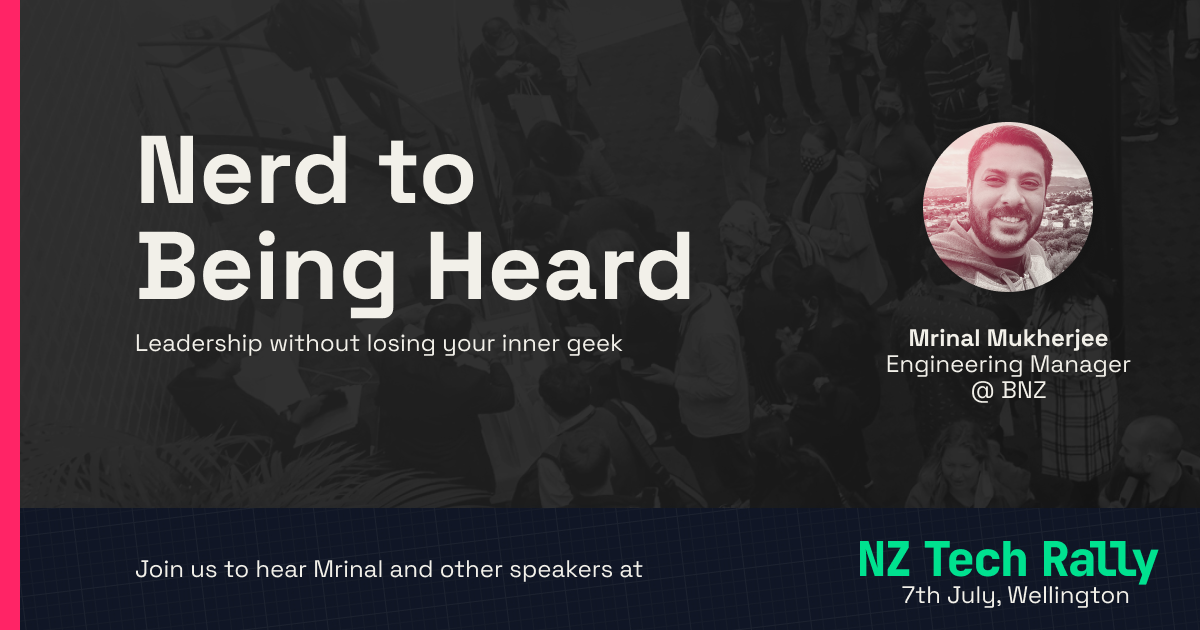 Nerd to
Being Heard
Leadership without losing your inner geek
Mrinal Mukherjee
Engineering Manager
@ BNZ
Join us to hear Mrinal and other speakers at
NZ Tech Rally
7th July, Wellington